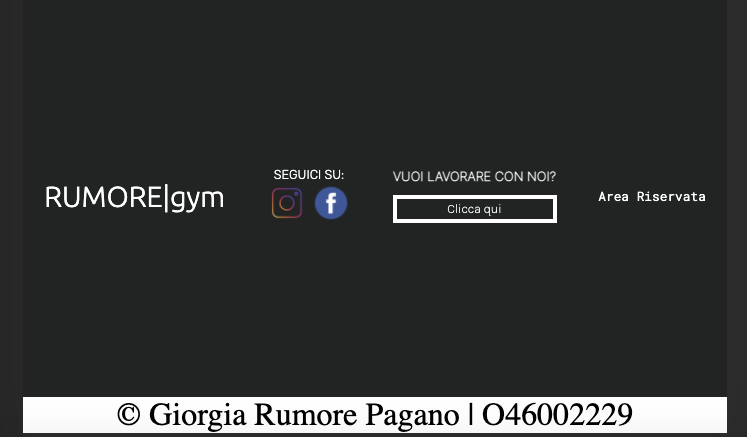 RUMORE|gym
SEGUICI SU:
VUOI LAVORARE CON NOI?
Clicca qui
Area Riservata
© Giorgia Rumore Pagano | O46002229